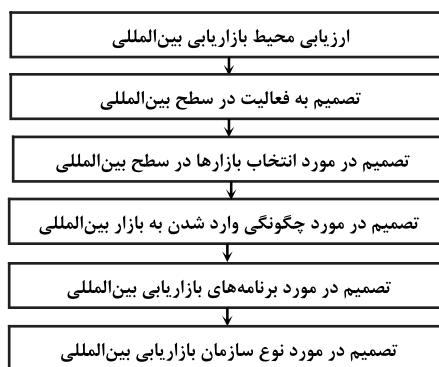 ارزیابی محیط بازاریابی بین‌المللی
تصمیم به فعالیت در سطح بین‌المللی
تصمیم در مورد انتخاب بازارها در سطح بین‌المللی
تصمیم در مورد چگونگی وارد شدن به بازار بین‌المللی
تصمیم در مورد برنامه‌های بازاریابی بین‌المللی
تصمیم در مورد نوع سازمان بازاریابی بین‌المللی